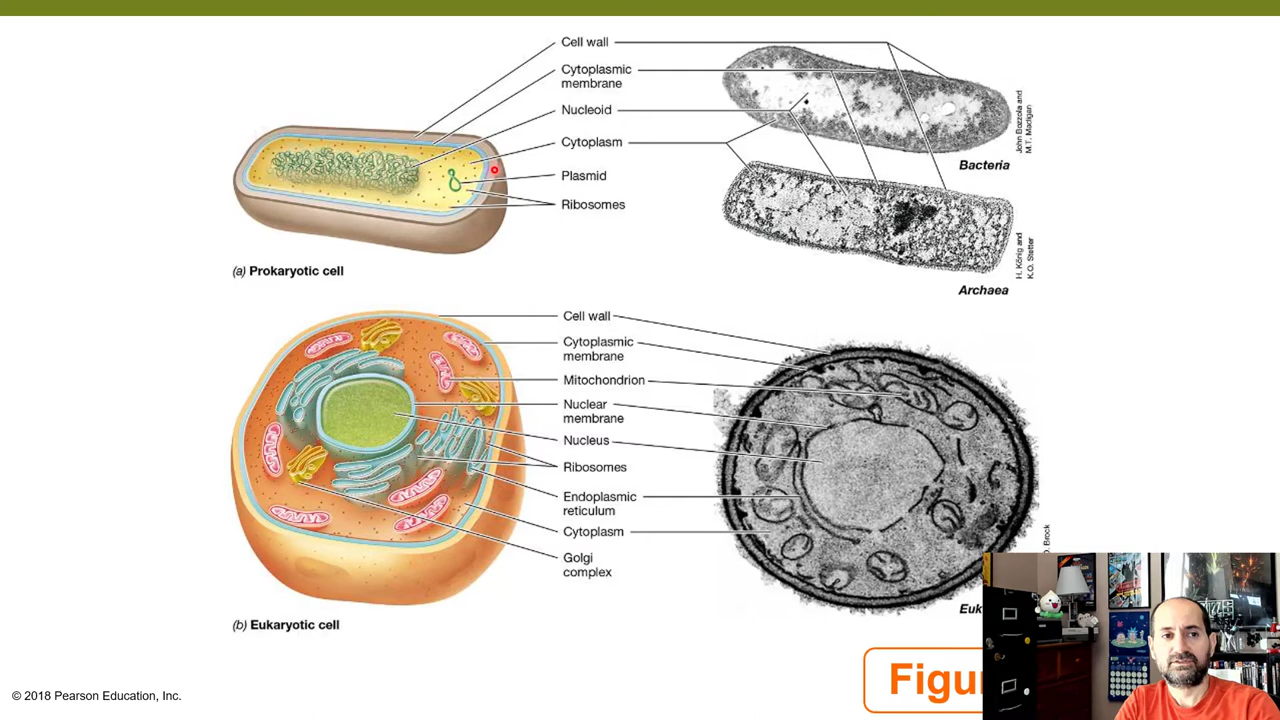 Cell wall
Cytoplasmic
membrane
Nucleoid
Cytoplasm
Plasmid
Ribosomes
John Bozzola and
M.T. Madigan
Bacteria
H. König and
K.O. Stetter
Archaea
(a) Prokaryotic cell
Cell wall
Cytoplasmic
membrane
Mitochondrion
Nuclear
membrane
Nucleus
Ribosomes
Endoplasmic
reticulum
Cytoplasm
Golgi
complex
Brock
Euk
(b) Eukaryotic cell
Figu
© 2018 Pearson Education, Inc.